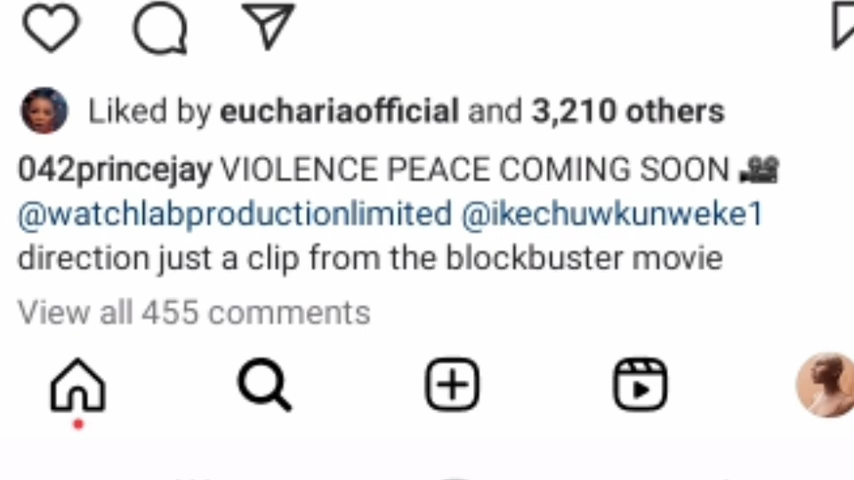 Liked by euchariaofficial and 3,210 others
042princejay VIOLENCE PEACE COMING SOON 🎥
@watchlabproductionlimited @ikechuwkunweke1
direction just a clip from the blockbuster movie
View all 455 comments